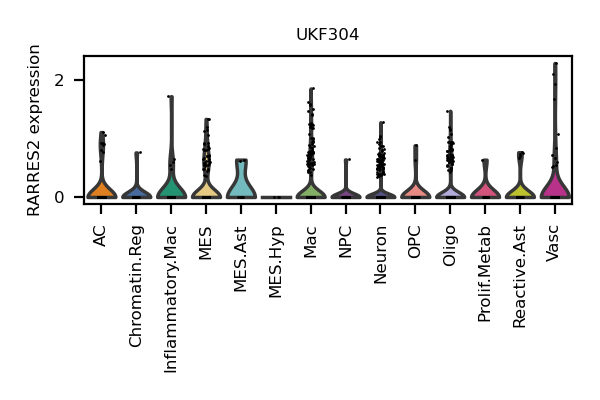 UKF304
RARRES2 expression
2
0
AC
Chromatin.Reg
Inflammatory.Mac
MES
MES.Ast
MES.Hyp
Mac
NPC
Neuron
OPC
Oligo
Prolif.Metab
Reactive.Ast
Vasc